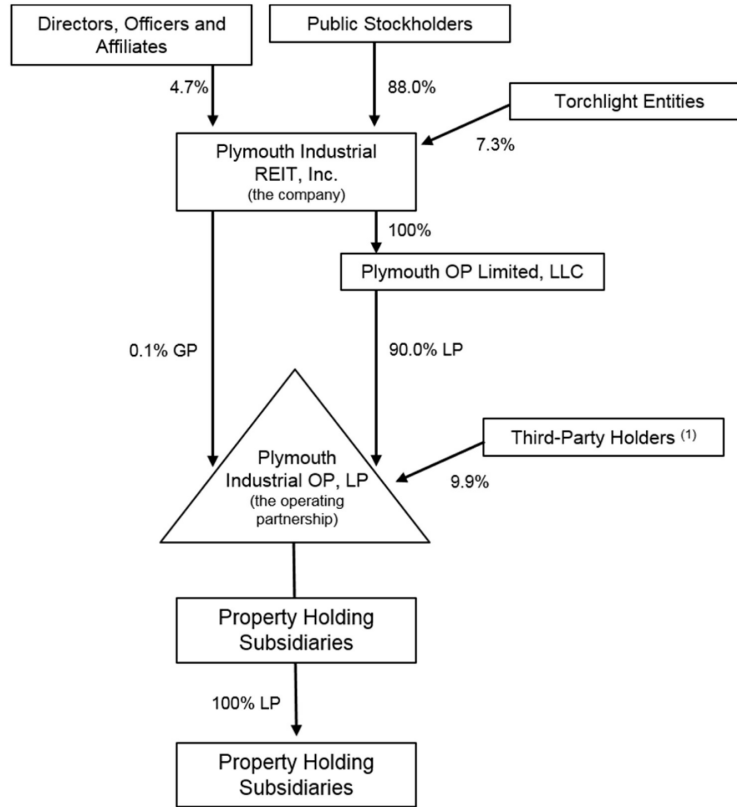 Directors, Officers and
Affiliates
Public Stockholders
4.7%
88.0%
Torchlight Entities
7.3%
Plymouth Industrial
REIT, Inc.
(the company)
100%
Plymouth OP Limited, LLC
0.1% GP
90.0% LP
Third-Party Holders (1)
9.9%
Plymouth
Industrial OP, LP
(the operating
partnership)
Property Holding
Subsidiaries
100% LP
Property Holding
Subsidiaries